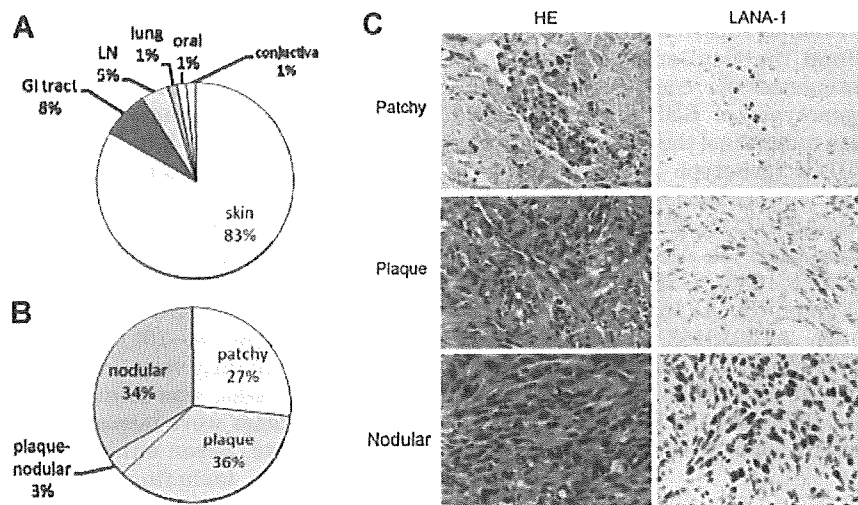 A
lung
1%
oral
1%
conjuctiva
1%
LN
5%
GI tract
8%
skin
83%
B
nodular
34%
patchy
27%
plaque
36%
plaque-
nodular
3%
C
HE
LANA-1
Patchy
Plaque
Nodular